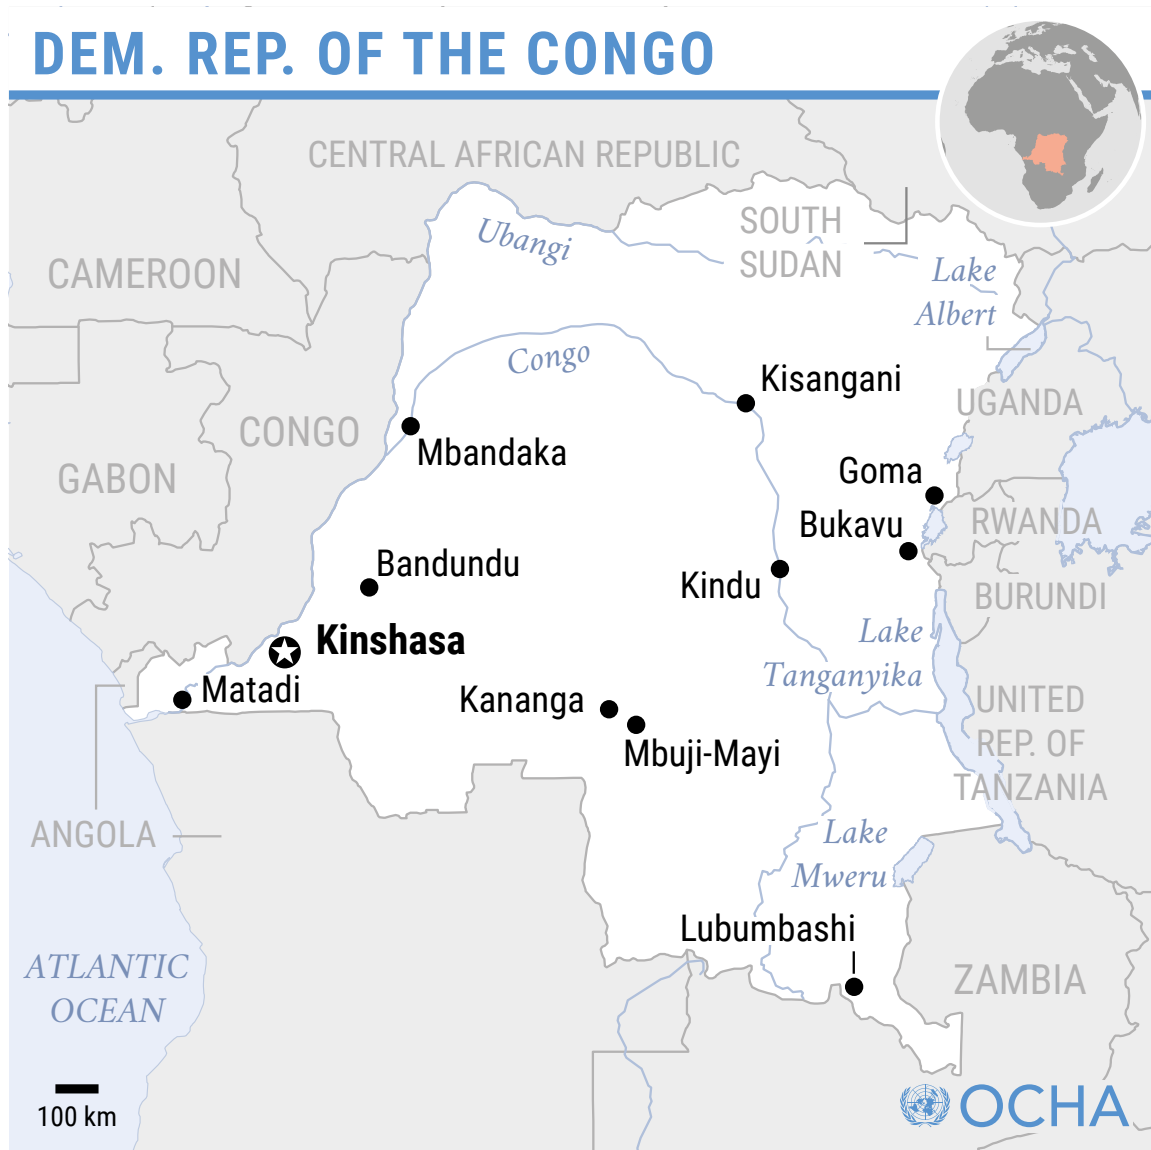 DEM. REP. OF THE CONGO
CENTRAL AFRICAN REPUBLIC
SOUTH
SUDAN
Ubangi
CAMEROON
Lake
Albert
Congo
Kisangani
UGANDA
CONGO
Mbandaka
GABON
Goma
Bukavu
RWANDA
Bandundu
Kindu
BURUNDI
Kinshasa
Lake
Tanganyika
Matadi
Kananga
UNITED
REP. OF
TANZANIA
Mbuji-Mayi
ANGOLA
Lake
Mweru
Lubumbashi
ATLANTIC
OCEAN
ZAMBIA
100 km
OCHA